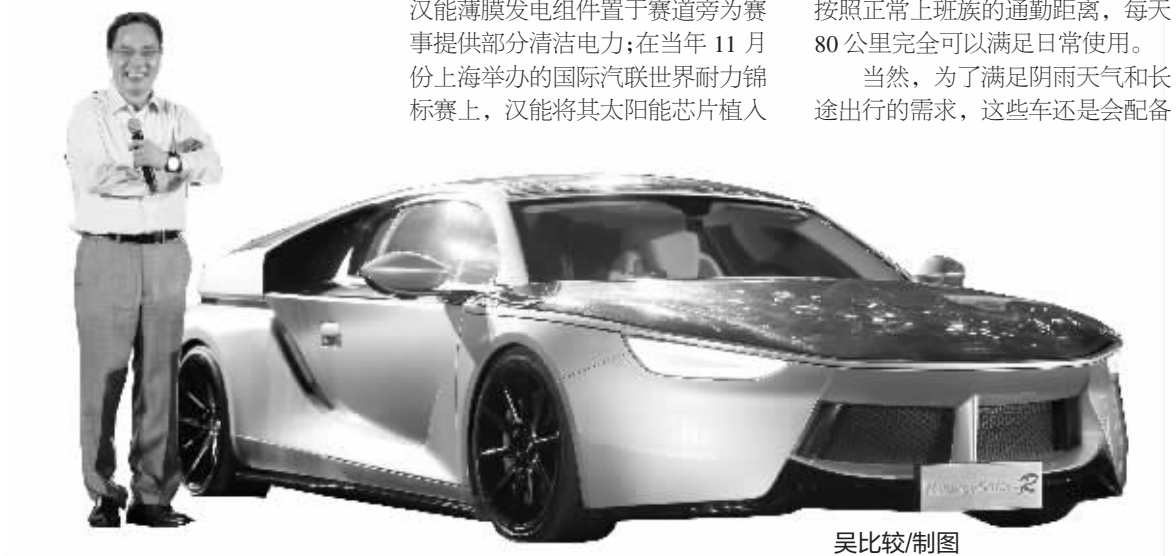 汉能薄膜发电组件置于赛道旁为赛
事提供部分清洁电力;在当年 11 月
份上海举办的国际汽联世界耐力锦
标赛上，汉能将其太阳能芯片植入
按照正常上班族的通勤距离，每天
80 公里完全可以满足日常使用。
当然，为了满足阴雨天气和长
途出行的需求，这些车还是会配备
吴比较/制图